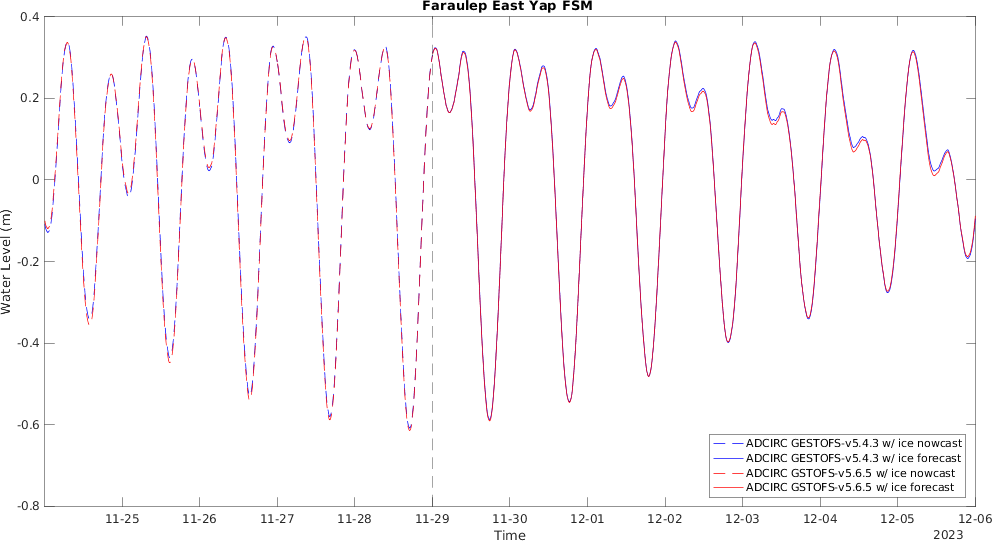 Faraulep East Yap FSM
0.4
0.2
0
-0.2
-0.4
-0.6
-0.8
Water Level (m)
11-25 11-26 11-27 11-28 11-29 11-30 12-01 12-02 12-03 12-04 12-05 12-06
2023
Time
ADCIRC GESTOFS-v5.4.3 w/ ice nowcast
ADCIRC GESTOFS-v5.4.3 w/ ice forecast
ADCIRC GSTOFS-v5.6.5 w/ ice nowcast
ADCIRC GSTOFS-v5.6.5 w/ ice forecast